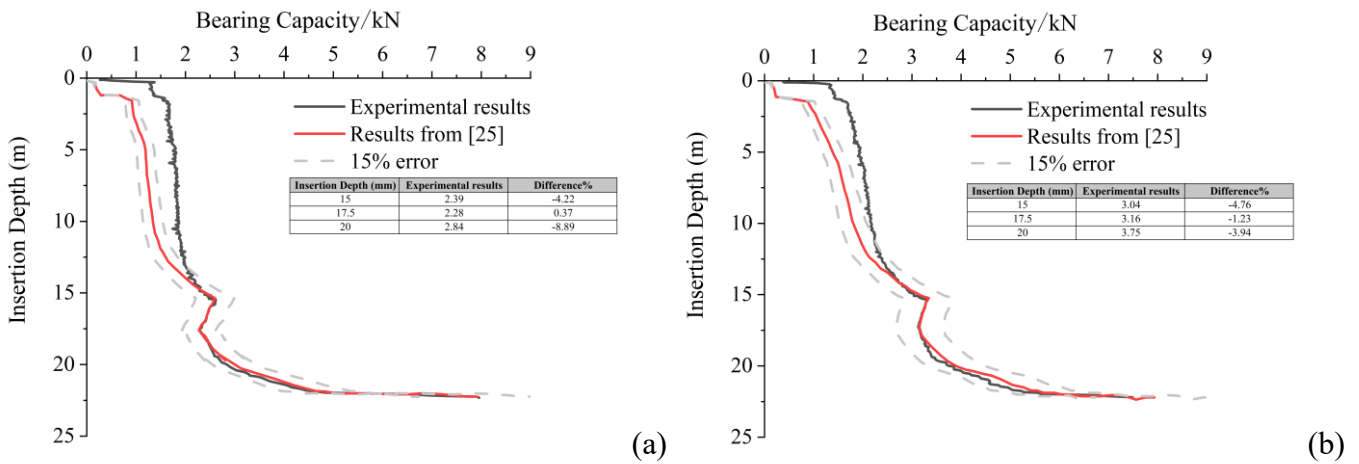 Bearing Capacity/kN
0 1 2 3 4 5 6 7 8 9
0
5
10
15
20
25
Insertion Depth (m)
Experimental results
Results from [25]
15% error
Insertion Depth (mm) Experimental results Difference%
15 2.39 -4.22
17.5 2.28 0.37
20 2.84 -8.89
(a)
Bearing Capacity/kN
0 1 2 3 4 5 6 7 8 9
0
5
10
15
20
25
Insertion Depth (m)
Experimental results
Results from [25]
15% error
Insertion Depth (mm) Experimental results Difference%
15 3.04 -4.76
17.5 3.16 -1.23
20 3.75 -3.94
(b)